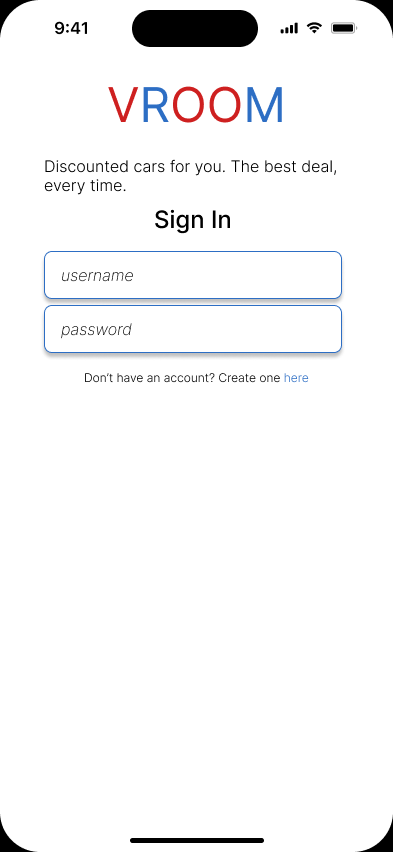 9:41
VROOM
Discounted cars for you. The best deal,
every time.
Sign In
username
password
Don’t have an account? Create one here